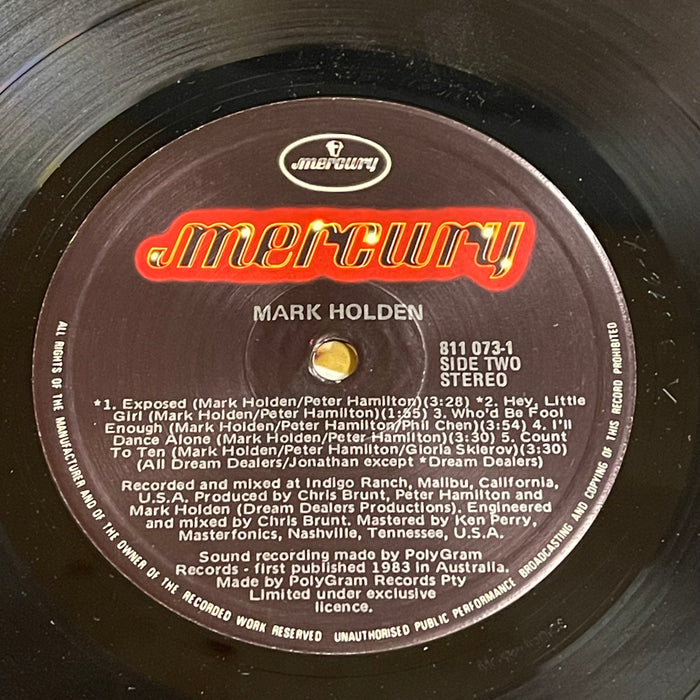 mercury
mercury
MARK HOLDEN
811 073-1
SIDE TWO
STEREO
*1. Exposed (Mark Holden/Peter Hamilton)(3:28) *2. Hey, Little
Girl (Mark Holden/Peter Hamilton)(1:55) 3. Who'd Be Fool
Enough (Mark Holden/Peter Hamilton/Phil Chen)(3:54) 4. I'll
Dance Alone (Mark Holden/Peter Hamilton)(3:30) 5. Count
To Ten (Mark Holden/Peter Hamilton/Gloria Sklerov)(3:30)
(All Dream Dealers/Jonathan except *Dream Dealers)
Recorded and mixed at Indigo Ranch, Malibu, California,
U.S.A. Produced by Chris Brunt, Peter Hamilton and
Mark Holden (Dream Dealers Productions). Engineered
and mixed by Chris Brunt. Mastered by Ken Perry,
Masterfonics, Nashville, Tennessee, U.S.A.
Sound recording made by PolyGram
Records - first published 1983 in Australia.
Made by PolyGram Records Pty
Limited under exclusive
licence.
ALL RIGHTS OF THE MANUFACTURER AND OF THE OWNER OF THE RECORDED WORK RESERVED UNAUTHORISED PUBLIC PERFORMANCE BROADCASTING AND COPYING OF THIS RECORD PROHIBITED